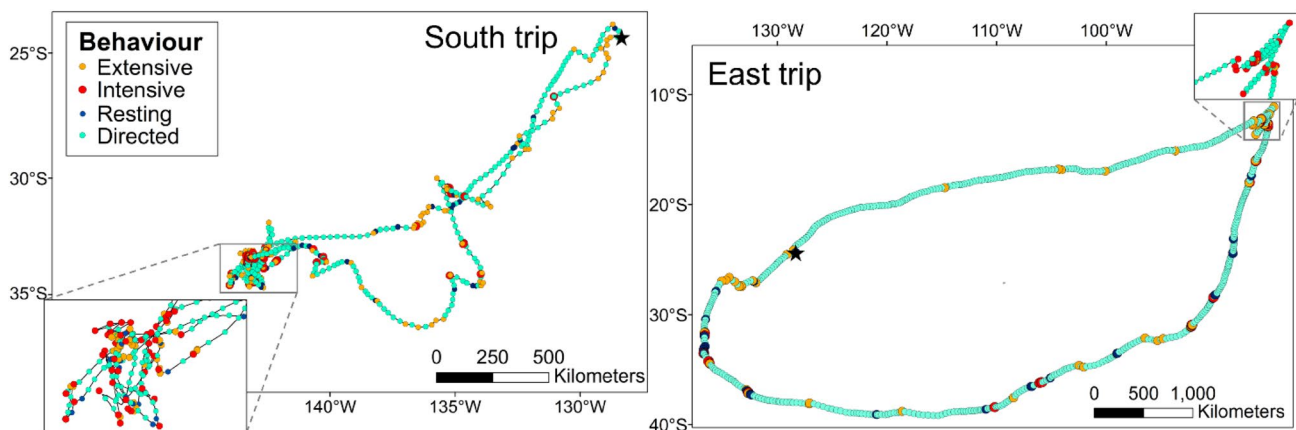 South trip
Behaviour
Extensive
Intensive
Resting
Directed
25°S
30°S
35°S
0 250 500
Kilometers
140°W 135°W 130°W
130°W 120°W 110°W 100°W
East trip
10°S
20°S
30°S
40°S
0 500 1,000
Kilometers